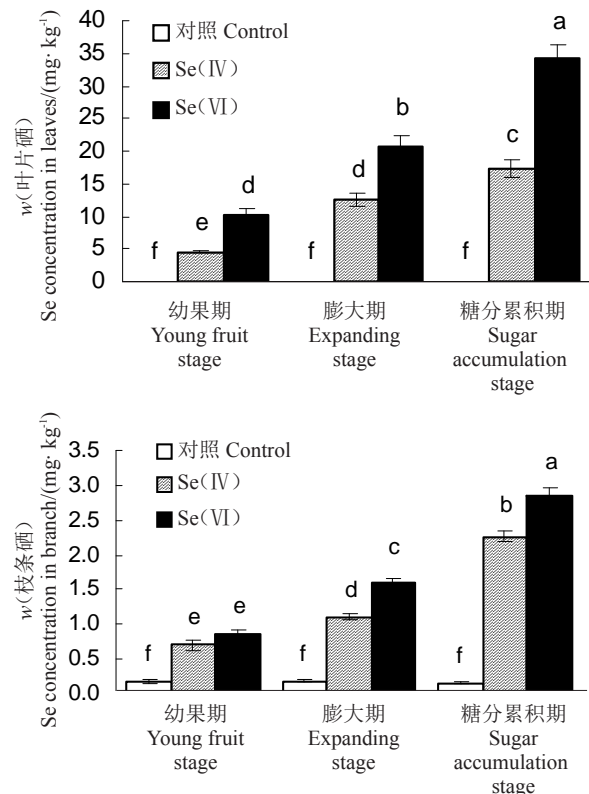 w(叶片硒)
Se concentration in leaves/(mg· kg⁻¹)
40
35
30
25
20
15
10
5
0
对照 Control
Se(Ⅳ)
Se(Ⅵ)
f
e
d
f
d
b
f
c
a
幼果期
Young fruit
stage
膨大期
Expanding
stage
糖分累积期
Sugar
accumulation
stage
w(枝条硒)
Se concentration in branch/(mg· kg⁻¹)
3.5
3.0
2.5
2.0
1.5
1.0
0.5
0.0
对照 Control
Se(Ⅳ)
Se(Ⅵ)
f
e
e
f
d
c
f
b
a
幼果期
Young fruit
stage
膨大期
Expanding
stage
糖分累积期
Sugar
accumulation
stage